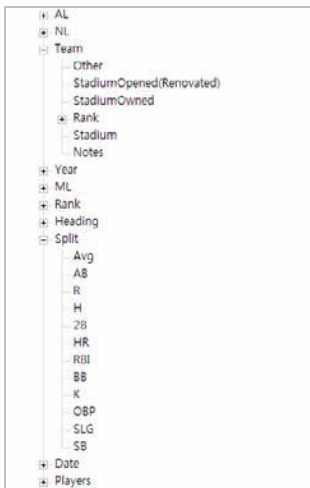 AL
NL
Team
Other
StadiumOpened(Renovated)
StadiumOwned
Rank
Stadium
Notes
Year
ML
Rank
Heading
Split
Avg
AB
R
H
2B
HR
RBI
BB
K
OBP
SLG
SB
Date
Players